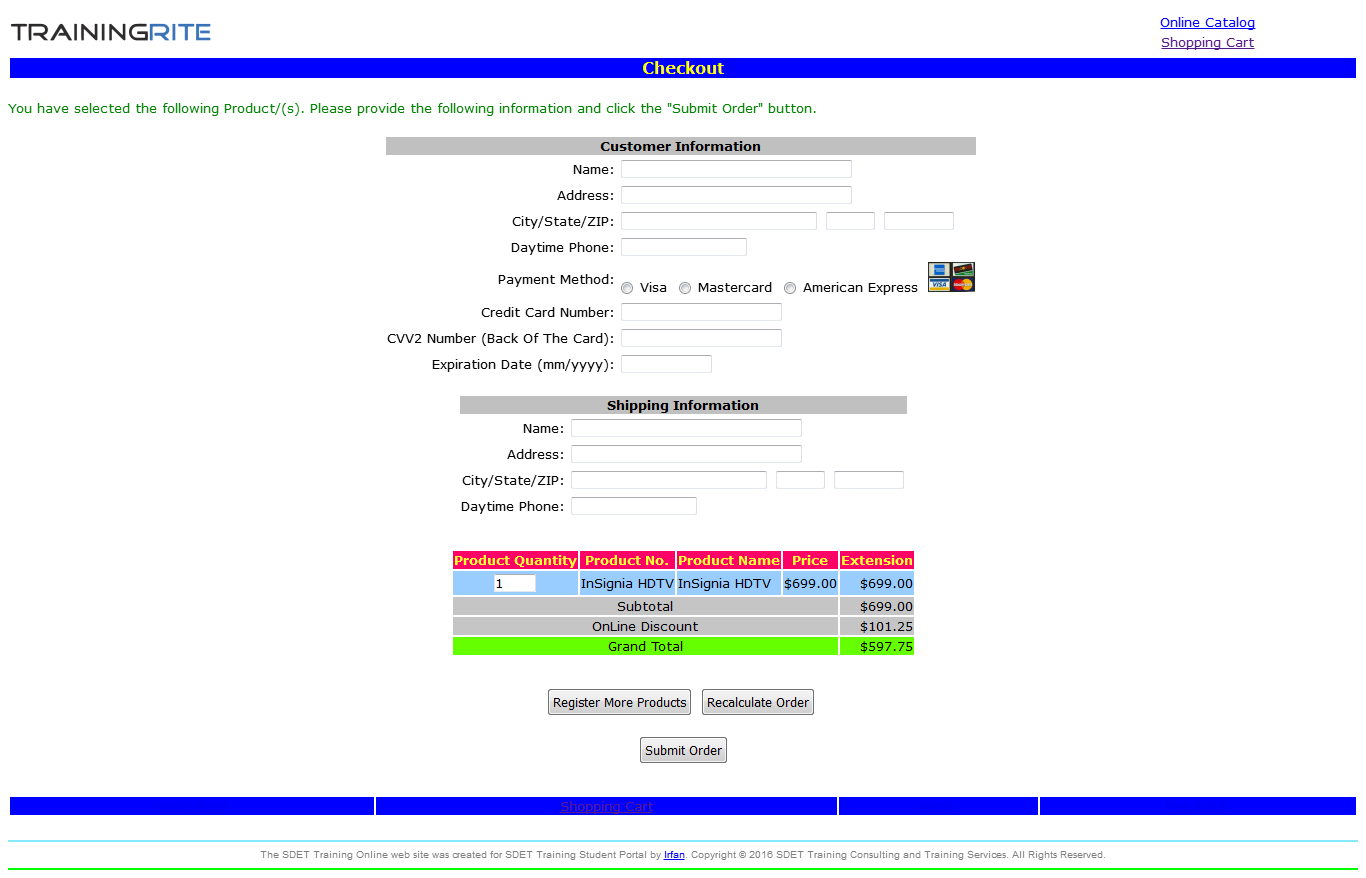 TRAININGRITE
Online Catalog
Shopping Cart
Checkout
You have selected the following Product/(s). Please provide the following information and click the "Submit Order" button.
Customer Information
Name:
Address:
City/State/ZIP:
Daytime Phone:
Payment Method: Visa Mastercard American Express VISA
Credit Card Number:
CVV2 Number (Back Of The Card):
Expiration Date (mm/yyyy):
Shipping Information
Name:
Address:
City/State/ZIP:
Daytime Phone:
Product Quantity Product No. Product Name Price Extension
1 InSignia HDTV InSignia HDTV $699.00 $699.00
Subtotal $699.00
OnLine Discount $101.25
Grand Total $597.75
Register More Products Recalculate Order
Submit Order
Shopping Cart
The SDET Training Online web site was created for SDET Training Student Portal by Irfan. Copyright © 2016 SDET Training Consulting and Training Services. All Rights Reserved.